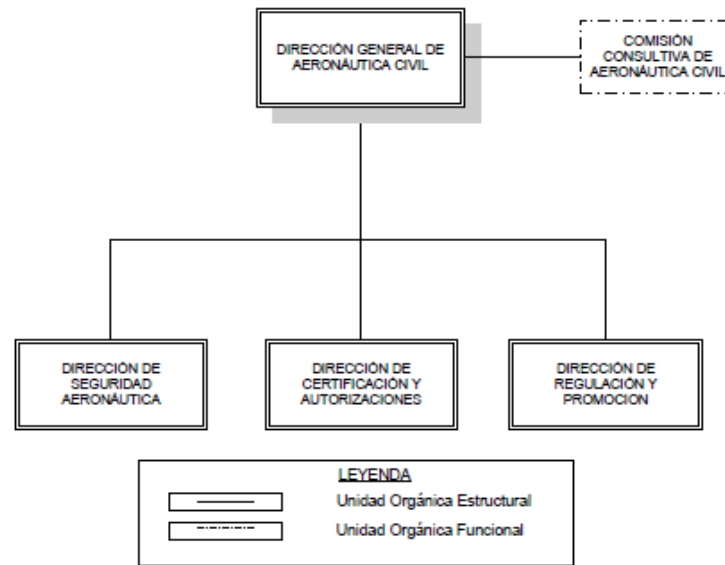 DIRECCIÓN GENERAL DE
AERONÁUTICA CIVIL
COMISIÓN
CONSULTIVA DE
AERONÁUTICA CIVIL
DIRECCIÓN DE
SEGURIDAD
AERONÁUTICA
DIRECCIÓN DE
CERTIFICACIÓN Y
AUTORIZACIONES
DIRECCIÓN DE
REGULACIÓN Y
PROMOCION
LEYENDA
Unidad Orgánica Estructural
Unidad Orgánica Funcional